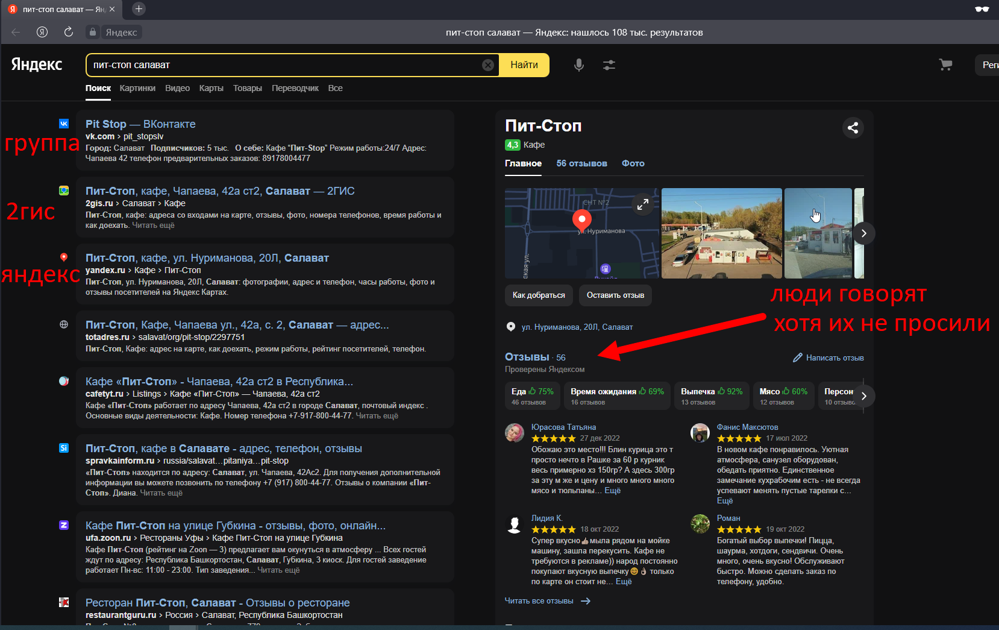 пит-стоп салават — Ян
Яндекс
пит-стоп салават — Яндекс: нашлось 108 тыс. результатов
Яндекс
пит-стоп салават
Найти
Реги
Поиск Картинки Видео Карты Товары Переводчик Все
группа
Pit Stop — ВКонтакте
vk.com › pit_stopslv
Город: Салават Подписчиков: 5 тыс. О себе: Кафе “Пит-Stop” Режим работы:24/7 Адрес:
Чапаева 42 телефон предварительных заказов: 89178004477
2гис
Пит-Стоп, кафе, Чапаева, 42а ст2, Салават — 2ГИС
2gis.ru › Салават › Кафе
Пит-Стоп, кафе: адреса со входами на карте, отзывы, фото, номера телефонов, время работы и
как доехать. Читать ещё
яндекс
Пит-Стоп, кафе, ул. Нуриманова, 20Л, Салават
yandex.ru › Кафе › Пит-Стоп
Пит-Стоп, ул. Нуриманова, 20Л, Салават: фотографии, адрес и телефон, часы работы, фото и
отзывы посетителей на Яндекс Картах.
Пит-Стоп, Кафе, Чапаева ул., 42а, с. 2, Салават — адрес...
totadres.ru › salavat/org/pit-stop/2297751
Пит-Стоп, Кафе: адрес на карте, как доехать, режим работы, рейтинг посетителей, телефон.
Кафе «Пит-Стоп» - Чапаева, 42а ст2 в Республика...
cafetyt.ru › Listings › Кафе «Пит-Стоп» — Чапаева, 42а ст2
Кафе «Пит-Стоп» работает по адресу Чапаева, 42а ст2 в городе Салават, почтовый индекс .
Основные виды деятельности: Кафе. Номер телефона +7-917-800-44-77. Читать ещё
Пит-Стоп, кафе в Салавате - адрес, телефон, отзывы
spravkainform.ru › russia/salavat…pitaniya…pit-stop
«Пит-Стоп» находится по адресу: Салават, ул. Чапаева, 42Ас2. Для получения дополнительной
информации вы можете позвонить по телефону +7 (917) 800-44-77. Отзывы о компании «Пит-
Стоп». Диана. Читать ещё
Кафе Пит-Стоп на улице Губкина - отзывы, фото, онлайн...
ufa.zoon.ru › Рестораны Уфы › Кафе Пит-Стоп на улице Губкина
Кафе Пит-Стоп (рейтинг на Zoon — 3) предлагает вам окунуться в атмосферу ... Всех гостей
ждут по адресу: Республика Башкортостан, Салават, Губкина, 3 киоск. Для гостей заведение
работает Пн-вс: 11:00 - 23:00. Тип заведения... Читать ещё
Ресторан Пит-Стоп, Салават - Отзывы о ресторане
restaurantguru.ru › Россия › Салават, Республика Башкортостан
Пит-Стоп
4,3 Кафе
Главное 56 отзывов Фото
СНТ №2
ул. Нуриманова
ская ул.
Как добраться Оставить отзыв
люди говорят
хотя их не просили
ул. Нуриманова, 20Л, Салават
Отзывы · 56
Написать отзыв
Проверены Яндексом
Еда 75% Время ожидания 69% Выпечка 92% Мясо 60% Персон
46 отзывов 16 отзывов 13 отзывов 12 отзывов 10 отзыво
Юрасова Татьяна
27 дек 2022
Обожаю это место!!! Блин курица это т
просто нечто в Рашке за 60 р курник
весь примерно хз 150гр? А здесь 300гр
за эту м же и цену и много много много
мясо и тюльпаны... Ещё
Фанис Максютов
17 июл 2022
В новом кафе понравилось. Уютная
атмосфера, санузел оборудован,
обедать приятно. Единственное
замечание кухрабочим есть - не всегда
успевают менять пустые тарелки с...
Ещё
Лидия К.
18 окт 2022
Супер вкусно👍мыла рядом на мойке
машину, зашла перекусить. Кафе не
требуются в рекламе)) народ постоянно
покупают вкусную выпечку😊👌 только
по карте он стоит не... Ещё
Роман
19 окт 2022
Богатый выбор выпечки! Пицца,
шаурма, хотдоги, сендвичи. Очень
много, очень вкусно! Обслуживают
быстро. Можно сделать заказ по
телефону, удобно.
Читать все отзывы